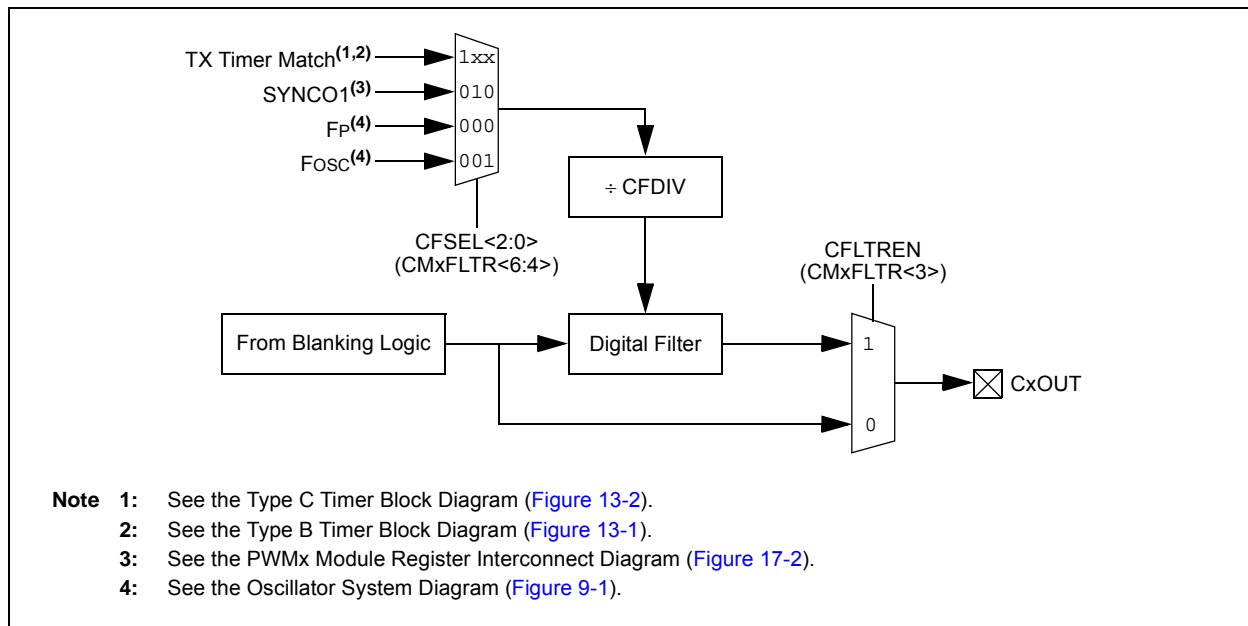 TX Timer Match(1,2)
1xx
SYNCO1(3)
010
FP(4)
000
FOSC(4)
001
÷ CFDIV
CFSEL<2:0>
(CMxFLTR<6:4>)
CFLTREN
(CMxFLTR<3>)
From Blanking Logic
Digital Filter
1
CxOUT
0
Note 1: See the Type C Timer Block Diagram (Figure 13-2).
2: See the Type B Timer Block Diagram (Figure 13-1).
3: See the PWMx Module Register Interconnect Diagram (Figure 17-2).
4: See the Oscillator System Diagram (Figure 9-1).